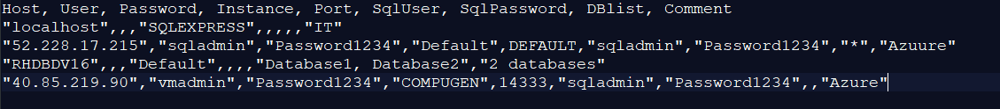 Host, User, Password, Instance, Port, SqlUser, SqlPassword, DBlist, Comment
"localhost",,,"SQLEXPRESS",,,,,"IT"
"52.228.17.215","sqladmin","Password1234","Default",DEFAULT,"sqladmin","Password1234","*","Azuure"
"RHDBDV16",,,"Default",,,,"Database1, Database2","2 databases"
"40.85.219.90","vmadmin","Password1234","COMPUGEN",14333,"sqladmin","Password1234",,"Azure"